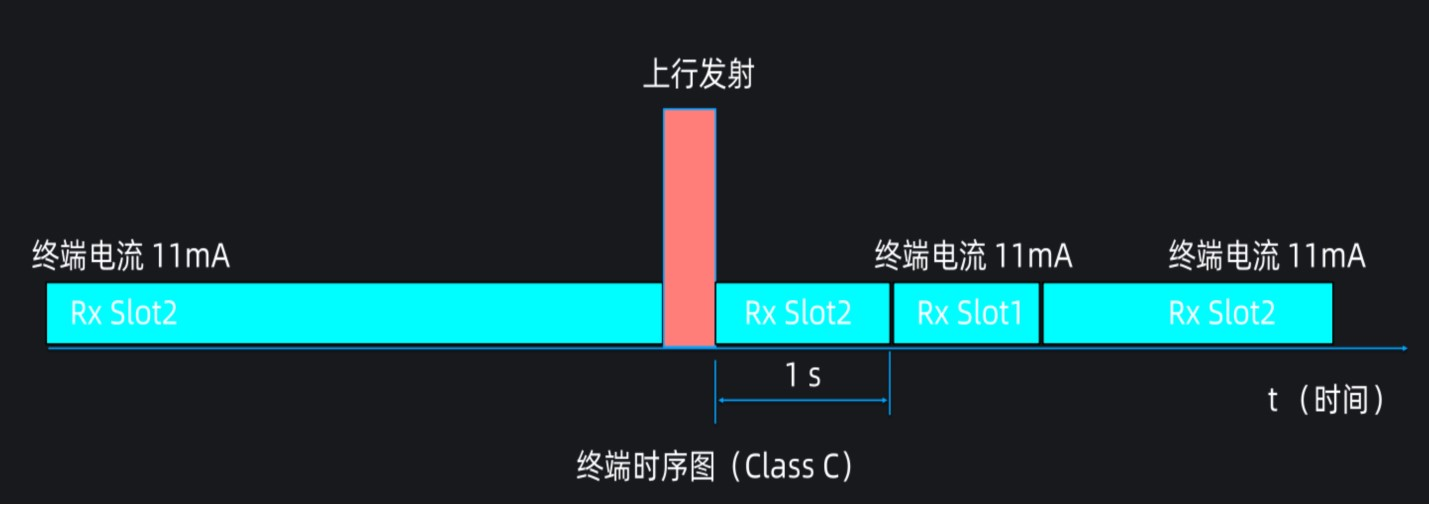 上行发射
终端电流 11mA
终端电流 11mA
终端电流 11mA
Rx Slot2
Rx Slot2
Rx Slot1
Rx Slot2
1 s
t （时间）
终端时序图（Class C）